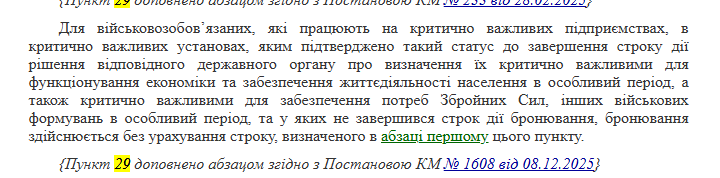 {Пункт 29 доповнено абзацом згідно з Постановою КМ № 233 від 28.02.2025}
Для військовозобов’язаних, які працюють на критично важливих підприємствах, в
критично важливих установах, яким підтверджено такий статус до завершення строку дії
рішення відповідного державного органу про визначення їх критично важливими для
функціонування економіки та забезпечення життєдіяльності населення в особливий період, а
також критично важливими для забезпечення потреб Збройних Сил, інших військових
формувань в особливий період, та у яких не завершився строк дії бронювання, бронювання
здійснюється без урахування строку, визначеного в абзаці першому цього пункту.
{Пункт 29 доповнено абзацом згідно з Постановою КМ № 1608 від 08.12.2025}